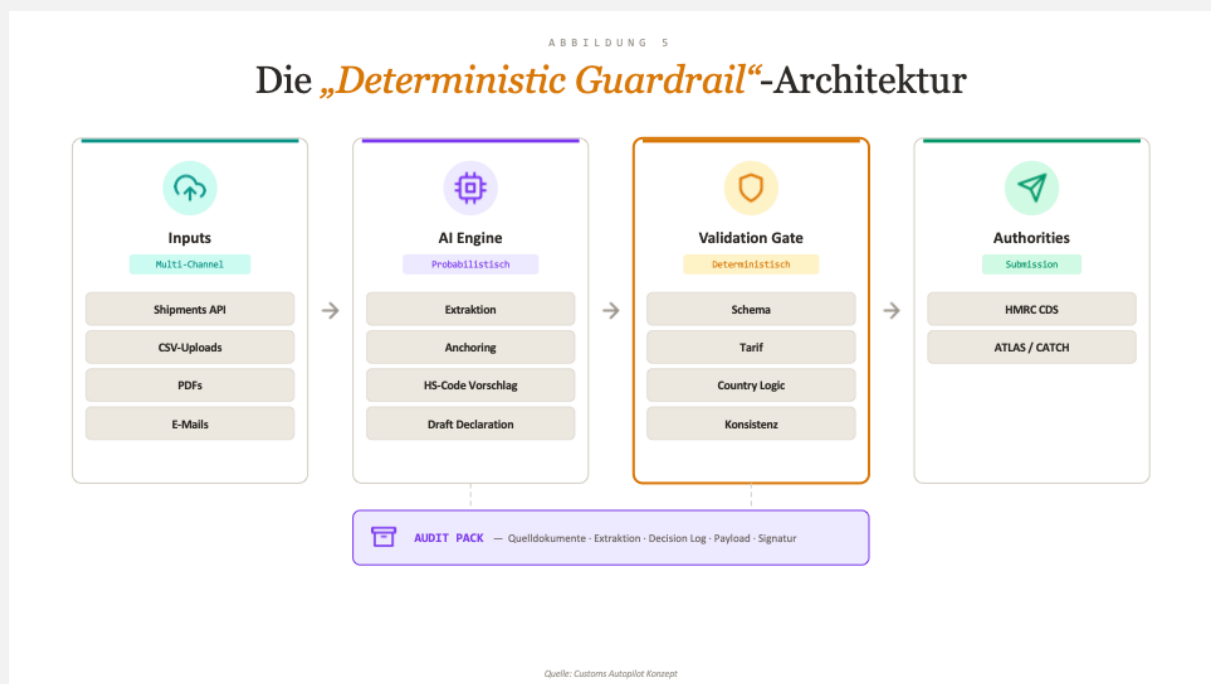 ABBILDUNG 5
Die „Deterministic Guardrail“-Architektur
Inputs
Multi-Channel
Shipments API
CSV-Uploads
PDFs
E-Mails
AI Engine
Probabilistisch
Extraktion
Anchoring
HS-Code Vorschlag
Draft Declaration
Validation Gate
Deterministisch
Schema
Tarif
Country Logic
Konsistenz
Authorities
Submission
HMRC CDS
ATLAS / CATCH
AUDIT PACK — Quelldokumente · Extraktion · Decision Log · Payload · Signatur
Quelle: Customs Autopilot Konzept